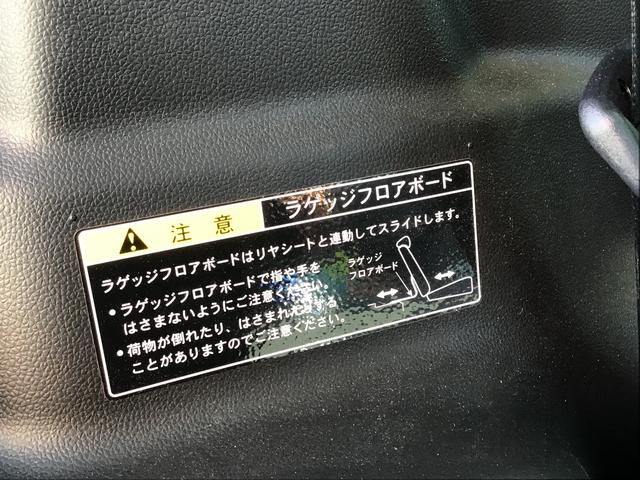 注意 ラゲッジフロアボード
ラゲッジフロアボードはリヤシートと連動してスライドします。
・ラゲッジフロアボードで指や手を
はさまないようにご注意ください。
・荷物が倒れたり、はさまれたりする
ことがありますのでご注意ください。
ラゲッジ
フロアボード